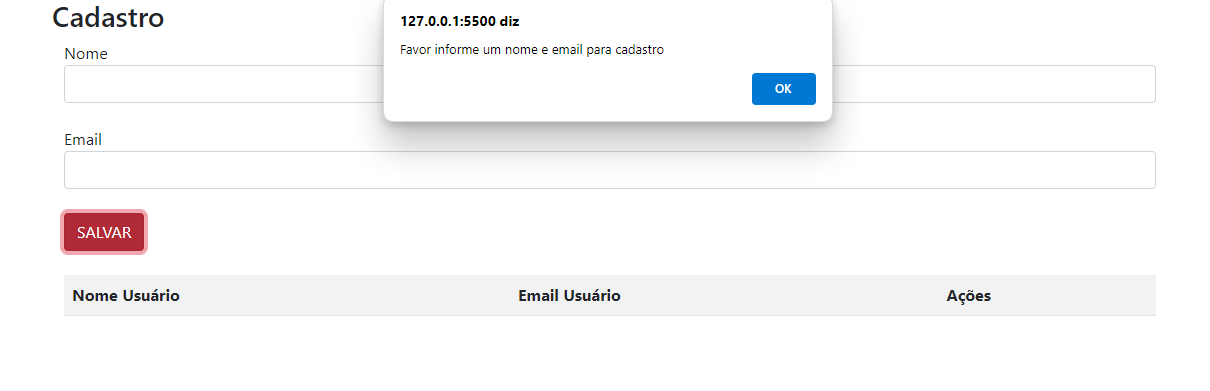 Cadastro
127.0.0.1:5500 diz
Favor informe um nome e email para cadastro
OK
Nome
Email
SALVAR
Nome Usuário Email Usuário Ações